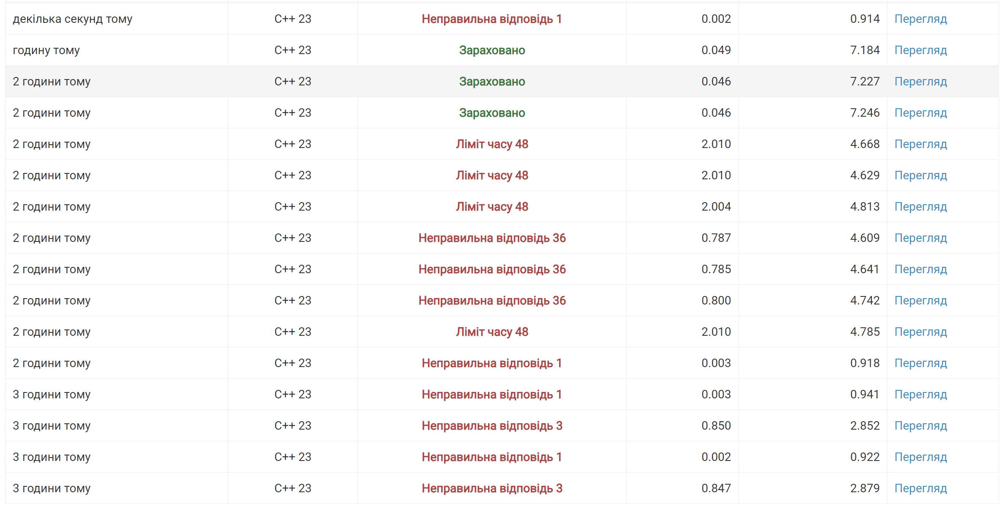 декілька секунд тому C++ 23 Неправильна відповідь 1 0.002 0.914 Перегляд
годину тому C++ 23 Зараховано 0.049 7.184 Перегляд
2 години тому C++ 23 Зараховано 0.046 7.227 Перегляд
2 години тому C++ 23 Зараховано 0.046 7.246 Перегляд
2 години тому C++ 23 Ліміт часу 48 2.010 4.668 Перегляд
2 години тому C++ 23 Ліміт часу 48 2.010 4.629 Перегляд
2 години тому C++ 23 Ліміт часу 48 2.004 4.813 Перегляд
2 години тому C++ 23 Неправильна відповідь 36 0.787 4.609 Перегляд
2 години тому C++ 23 Неправильна відповідь 36 0.785 4.641 Перегляд
2 години тому C++ 23 Неправильна відповідь 36 0.800 4.742 Перегляд
2 години тому C++ 23 Ліміт часу 48 2.010 4.785 Перегляд
2 години тому C++ 23 Неправильна відповідь 1 0.003 0.918 Перегляд
3 години тому C++ 23 Неправильна відповідь 1 0.003 0.941 Перегляд
3 години тому C++ 23 Неправильна відповідь 3 0.850 2.852 Перегляд
3 години тому C++ 23 Неправильна відповідь 1 0.002 0.922 Перегляд
3 години тому C++ 23 Неправильна відповідь 3 0.847 2.879 Перегляд